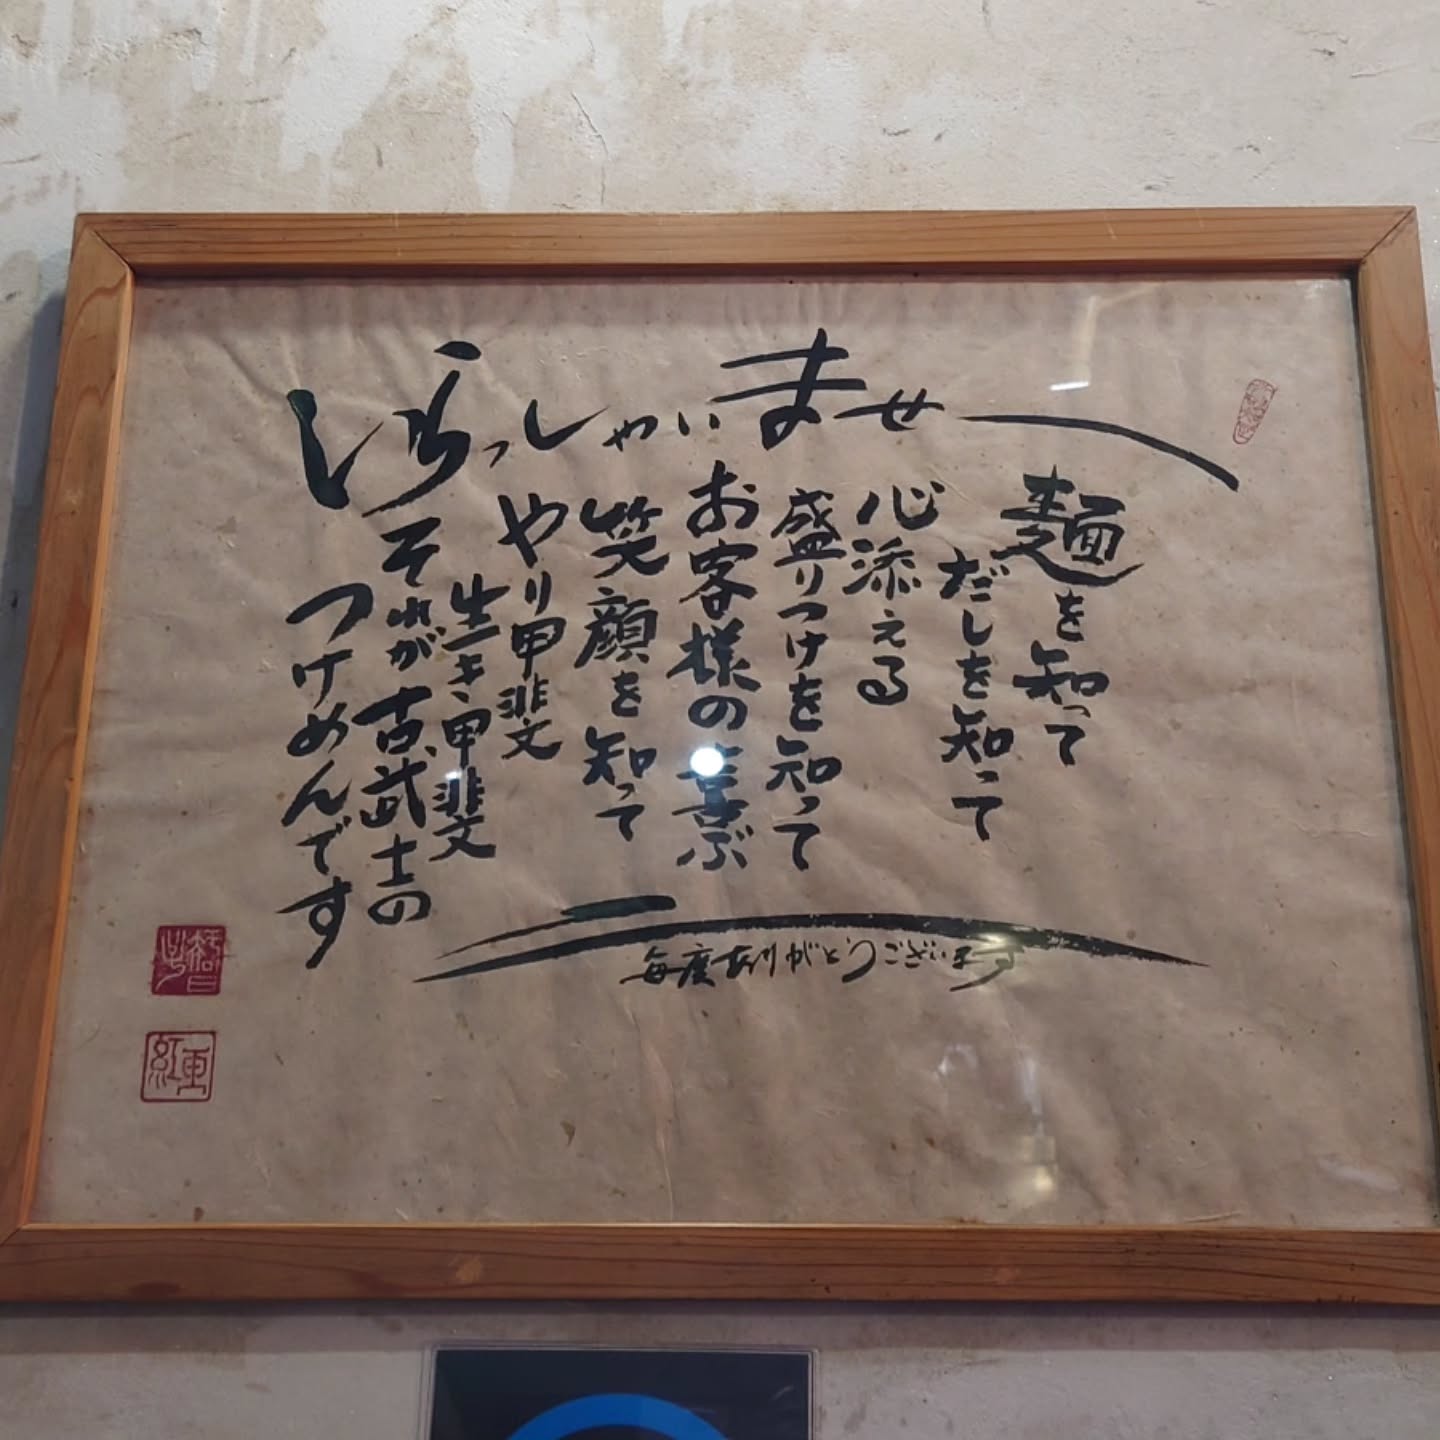 いらっしゃいませー
麺を知って
だしを知って
心添える
盛りつけを知って
お客様の喜ぶ
笑顔を知って
やり甲斐
生き甲斐
それが古武士の
つけめんです
毎度ありがとうございます